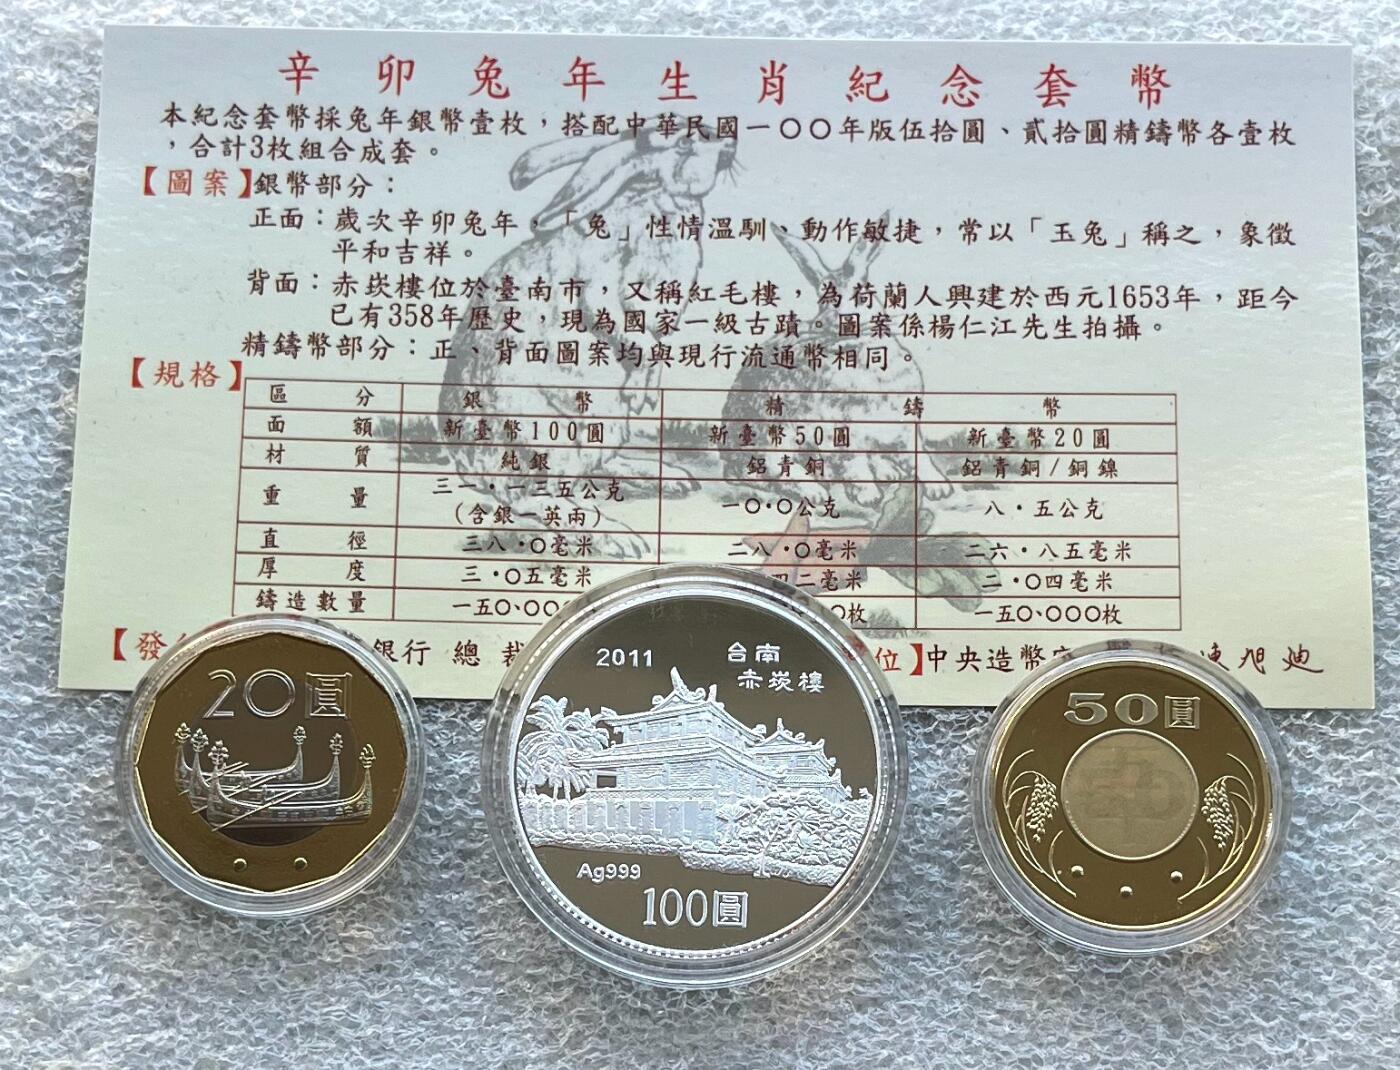 辛卯兔年生肖紀念套幣
本紀念套幣採兔年銀幣壹枚，搭配中華民國一〇〇年版伍拾圓、貳拾圓精鑄幣各壹枚
，合計3枚組合成套。
【圖案】銀幣部分：
正面：歲次辛卯兔年，「兔」性情溫馴、動作敏捷，常以「玉兔」稱之，象徵
平和吉祥。
背面：赤崁樓位於臺南市，又稱紅毛樓，為荷蘭人興建於西元1653年，距今
已有358年歷史，現為國家一級古蹟。圖案係楊仁江先生拍攝。
精鑄幣部分：正、背面圖案均與現行流通幣相同。
【規格】
區分 銀幣 精鑄幣
面額 新臺幣100圓 新臺幣50圓 新臺幣20圓
材質 純銀 鋁青銅 鋁青銅/銅鎳
重量 三一·一三五公克 一〇·〇公克 八·五公克
(含銀一英兩)
直徑 三八·〇毫米 二八·〇毫米 二六·八五毫米
厚度 三·〇五毫米 四二毫米 二·〇四毫米
鑄造數量 一五〇、〇〇 〇枚 一五〇、〇〇〇枚
【發 銀行 總裁 位】中央造幣
20圓
2011
台南
赤崁樓
Ag999
100圓
50圓